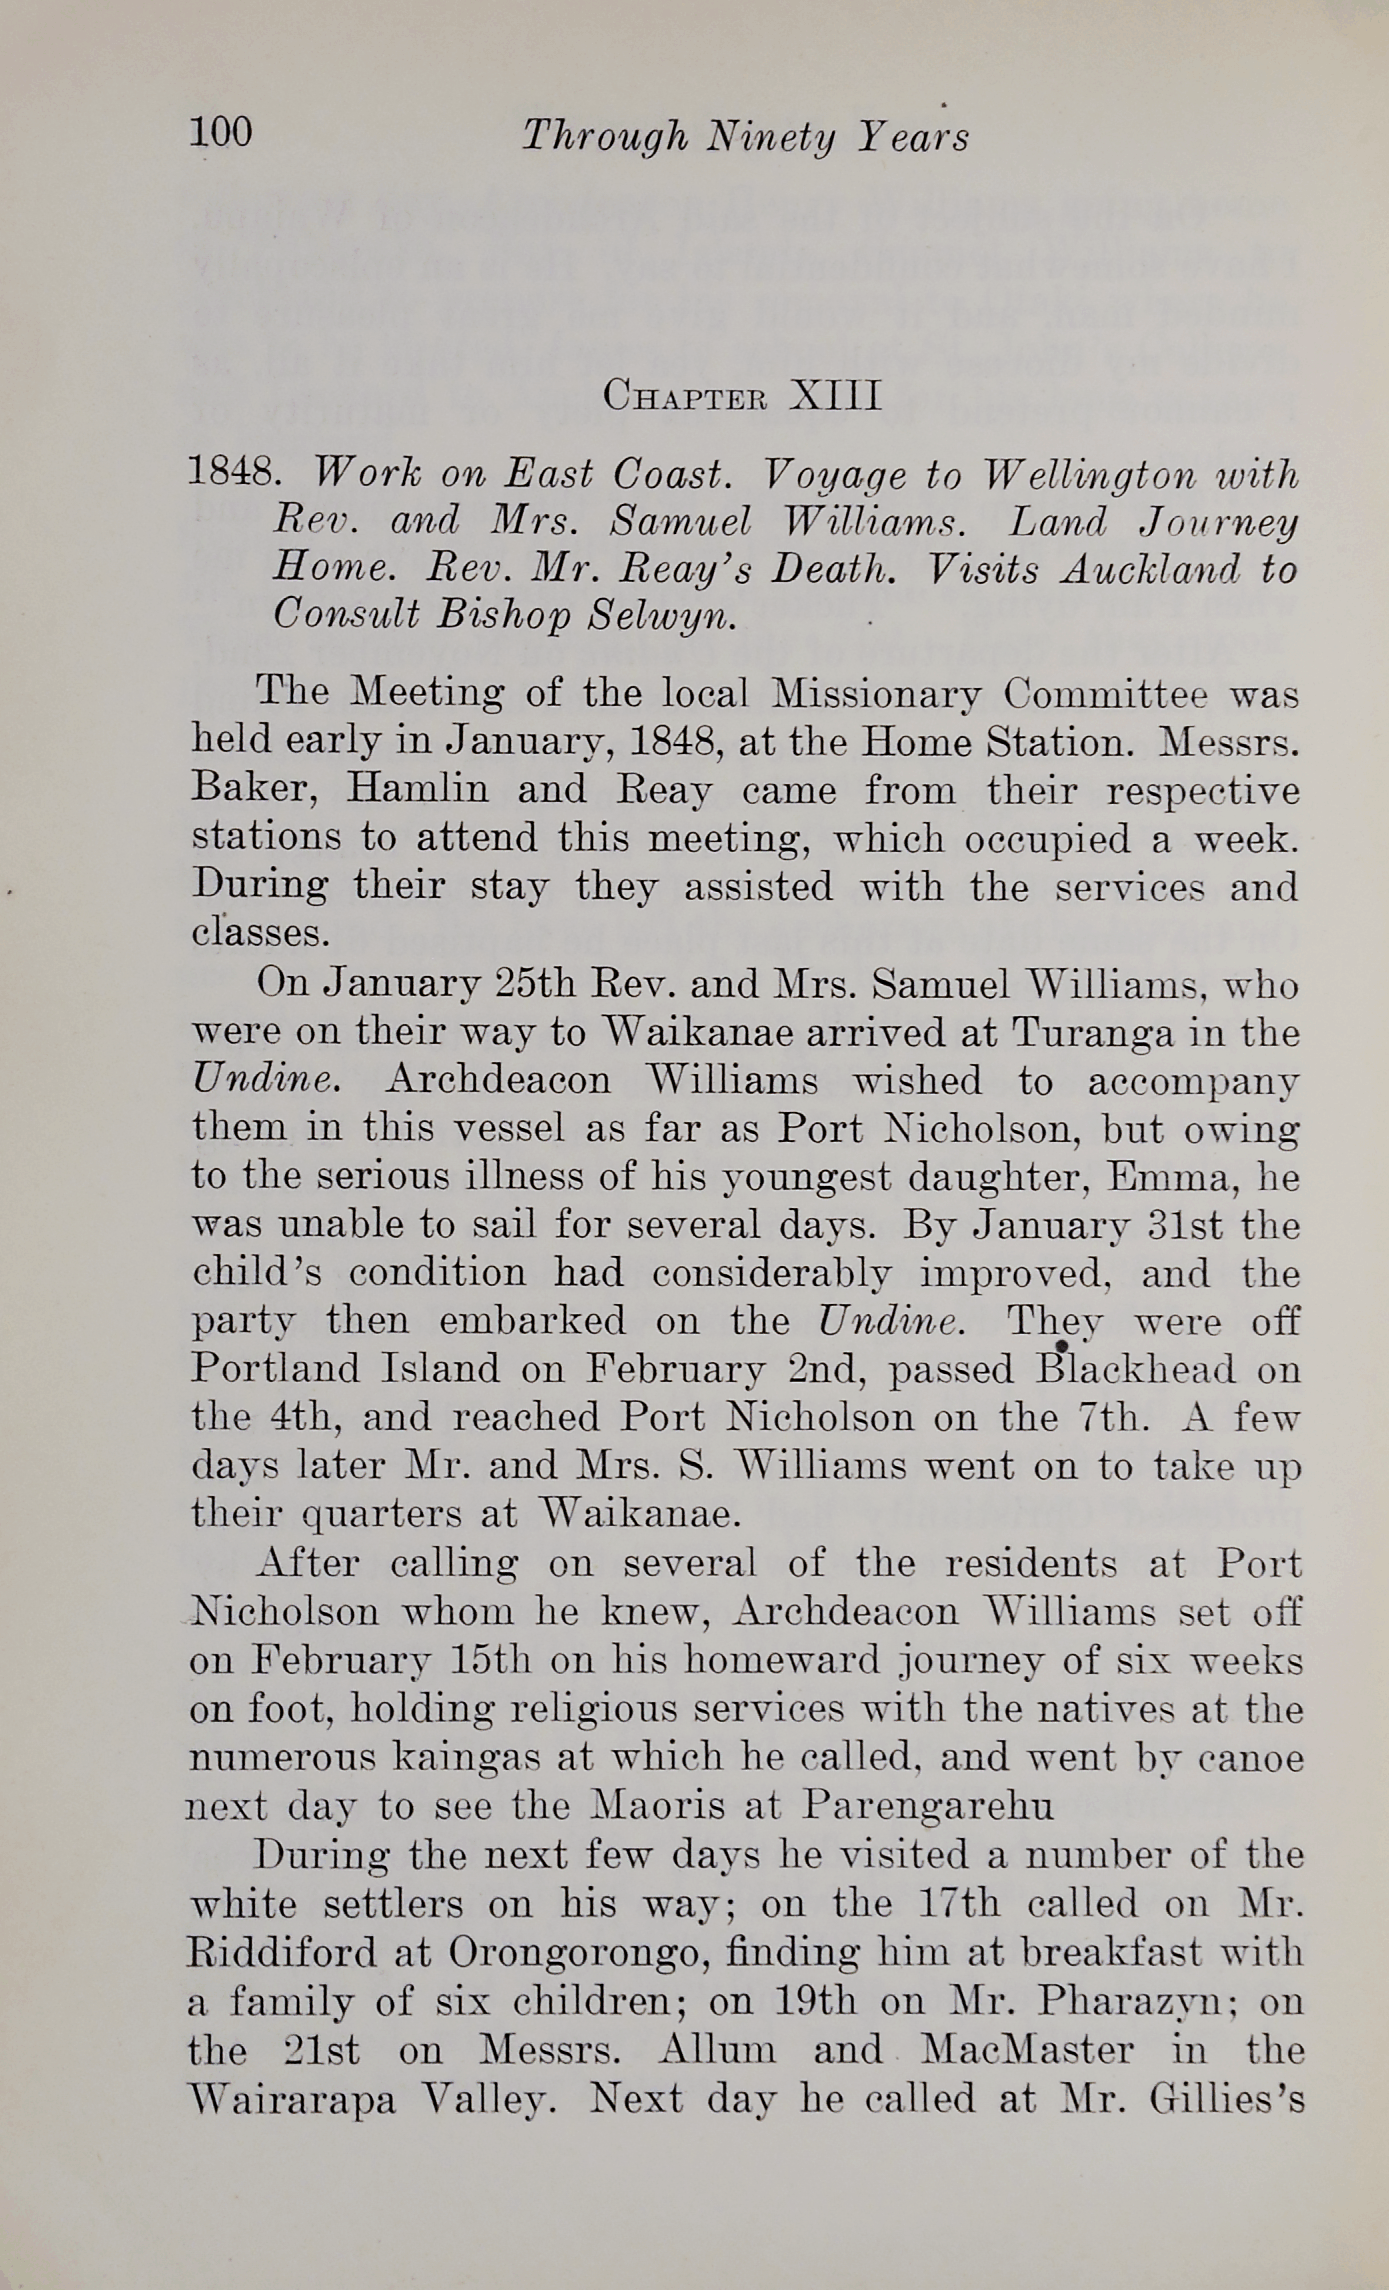 100 Through Ninety Years
CHAPTER XIII
1848. Work on East Coast. Voyage to Wellington with
Rev. and Mrs. Samuel Williams. Land Journey
Home. Rev. Mr. Reay's Death. Visits Auckland to
Consult Bishop Selwyn.
The Meeting of the local Missionary Committee was
held early in January, 1848, at the Home Station. Messrs.
Baker, Hamlin and Reay came from their respective
stations to attend this meeting, which occupied a week.
During their stay they assisted with the services and
classes.
On January 25th Rev. and Mrs. Samuel Williams, who
were on their way to Waikanae arrived at Turanga in the
Undine. Archdeacon Williams wished to accompany
them in this vessel as far as Port Nicholson, but owing
to the serious illness of his youngest daughter, Emma, he
was unable to sail for several days. By January 31st the
child's condition had considerably improved, and the
party then embarked on the Undine. They were off
Portland Island on February 2nd, passed Blackhead on
the 4th, and reached Port Nicholson on the 7th. A few
days later Mr. and Mrs. S. Williams went on to take up
their quarters at Waikanae.
After calling on several of the residents at Port
Nicholson whom he knew, Archdeacon Williams set off
on February 15th on his homeward journey of six weeks
on foot, holding religious services with the natives at the
numerous kaingas at which he called, and went by canoe
next day to see the Maoris at Parengarehu
During the next few days he visited a number of the
white settlers on his way; on the 17th called on Mr.
Riddiford at Orongorongo, finding him at breakfast with
a family of six children; on 19th on Mr. Pharazyn; on
the 21st on Messrs. Allum and MacMaster in the
Wairarapa Valley. Next day he called at Mr. Gillies's